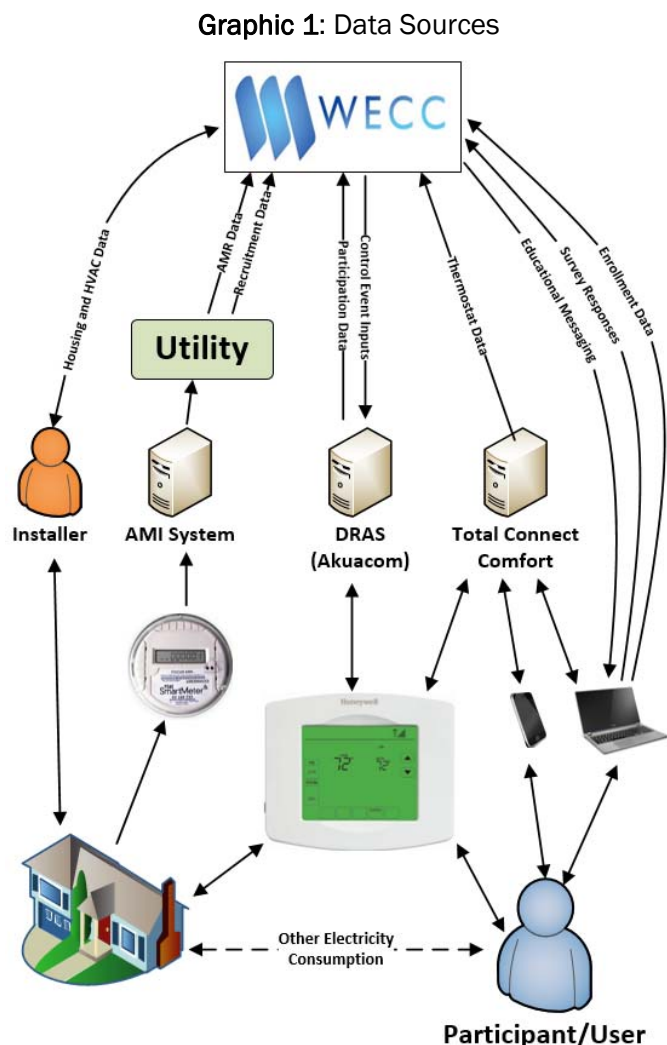 Graphic 1: Data Sources
WECC
Housing and HVAC Data
AMR Data
Recruitment Data
Participation Data
Control Event Inputs
Thermostat Data
Educational Messaging
Survey Responses
Enrollment Data
Utility
Installer
AMI System
DRAS
(Akuacom)
Total Connect
Comfort
SmartMeter
Honeywell
72
Other Electricity
Consumption
Participant/User